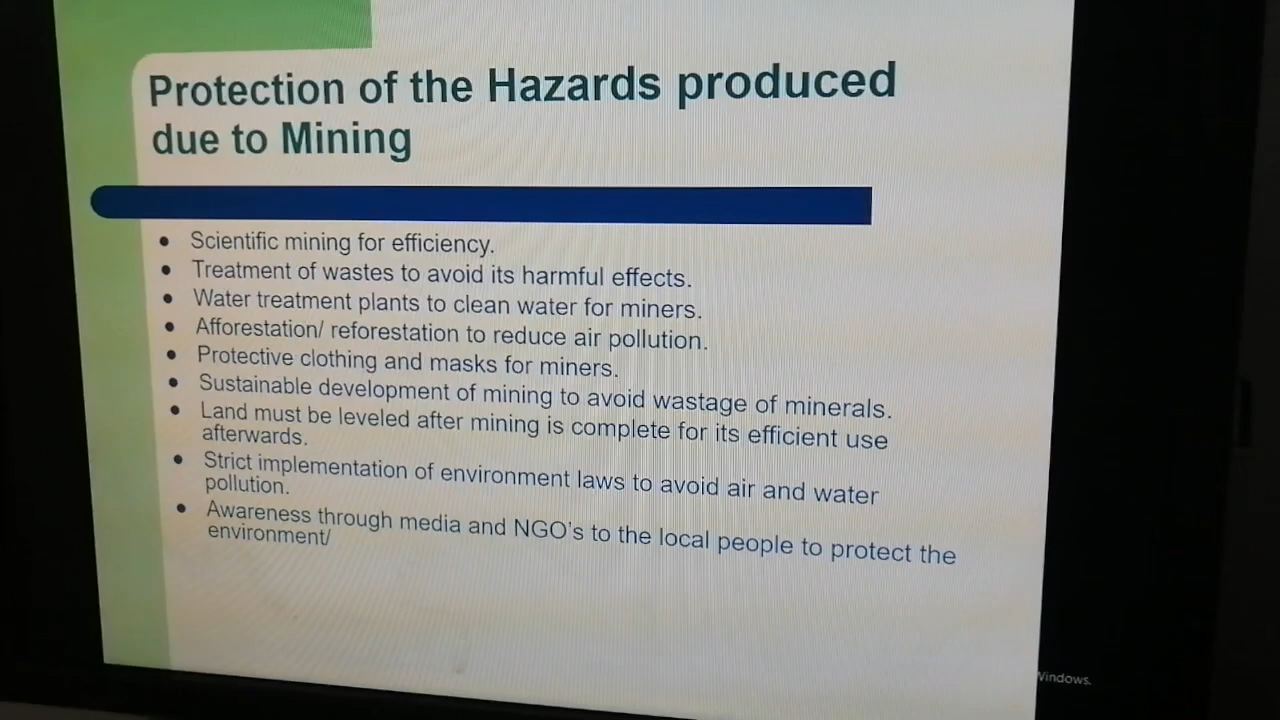 Protection of the Hazards produced
due to Mining
• Scientific mining for efficiency.
• Treatment of wastes to avoid its harmful effects.
• Water treatment plants to clean water for miners.
• Afforestation/ reforestation to reduce air pollution.
• Protective clothing and masks for miners.
• Sustainable development of mining to avoid wastage of minerals.
• Land must be leveled after mining is complete for its efficient use
afterwards.
• Strict implementation of environment laws to avoid air and water
pollution.
• Awareness through media and NGO's to the local people to protect the
environment/
Windows.